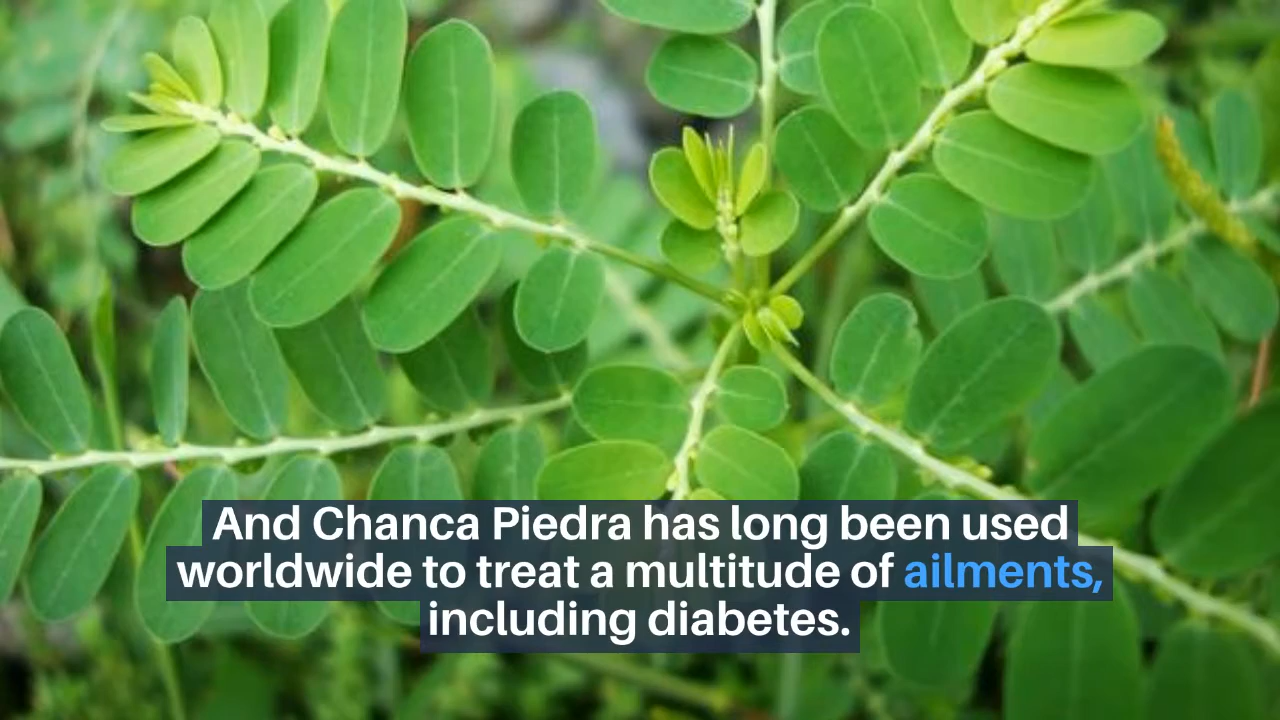 And Chanca Piedra has long been used
worldwide to treat a multitude of ailments,
including diabetes.